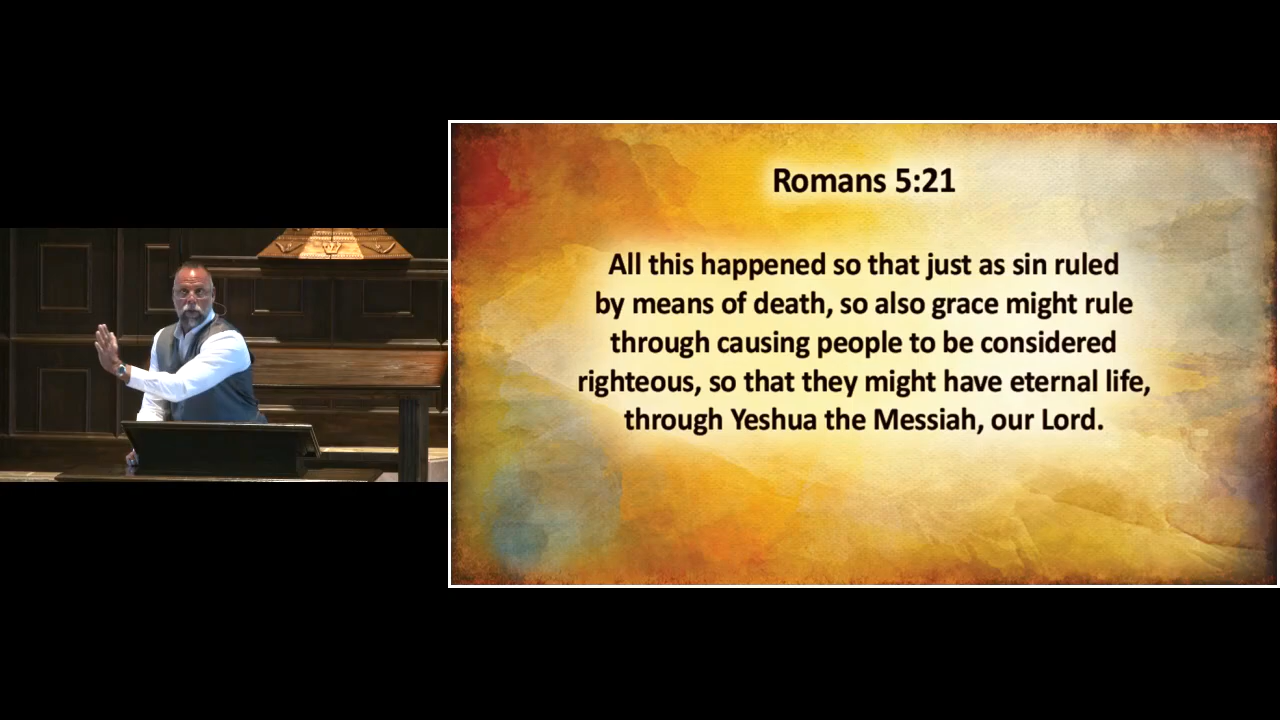 Romans 5:21
All this happened so that just as sin ruled
by means of death, so also grace might rule
through causing people to be considered
righteous, so that they might have eternal life,
through Yeshua the Messiah, our Lord.